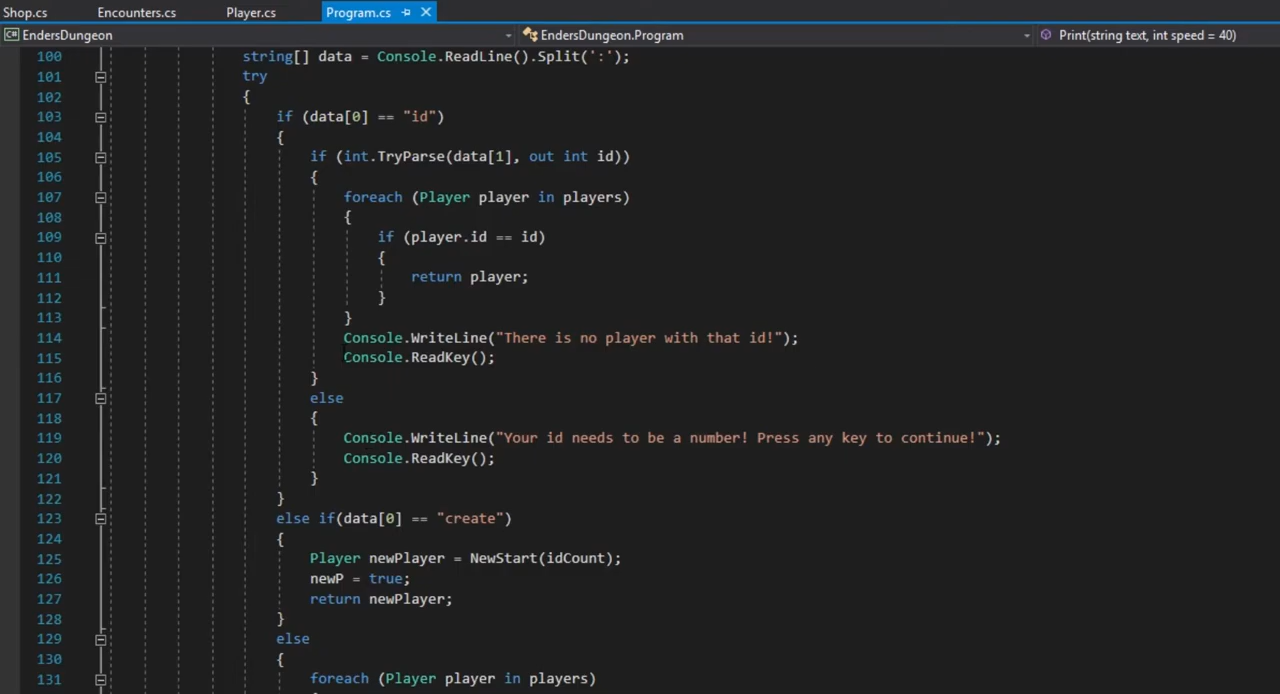 Shop.cs Encounters.cs Player.cs Program.cs
C# EndersDungeon EndersDungeon.Program Print(string text, int speed = 40)
100 string[] data = Console.ReadLine().Split(':');
101 try
102 {
103 if (data[0] == "id")
104 {
105 if (int.TryParse(data[1], out int id))
106 {
107 foreach (Player player in players)
108 {
109 if (player.id == id)
110 {
111 return player;
112 }
113 }
114 Console.WriteLine("There is no player with that id!");
115 Console.ReadKey();
116 }
117 else
118 {
119 Console.WriteLine("Your id needs to be a number! Press any key to continue!");
120 Console.ReadKey();
121 }
122 }
123 else if(data[0] == "create")
124 {
125 Player newPlayer = NewStart(idCount);
126 newP = true;
127 return newPlayer;
128 }
129 else
130 {
131 foreach (Player player in players)